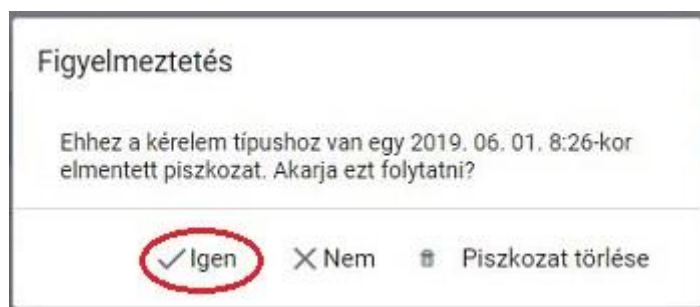 Figyelmeztetés
Ehhez a kérelem típushoz van egy 2019. 06. 01. 8:26-kor
elmentett piszkozat. Akarja ezt folytatni?
Igen Nem Piszkozat törlése